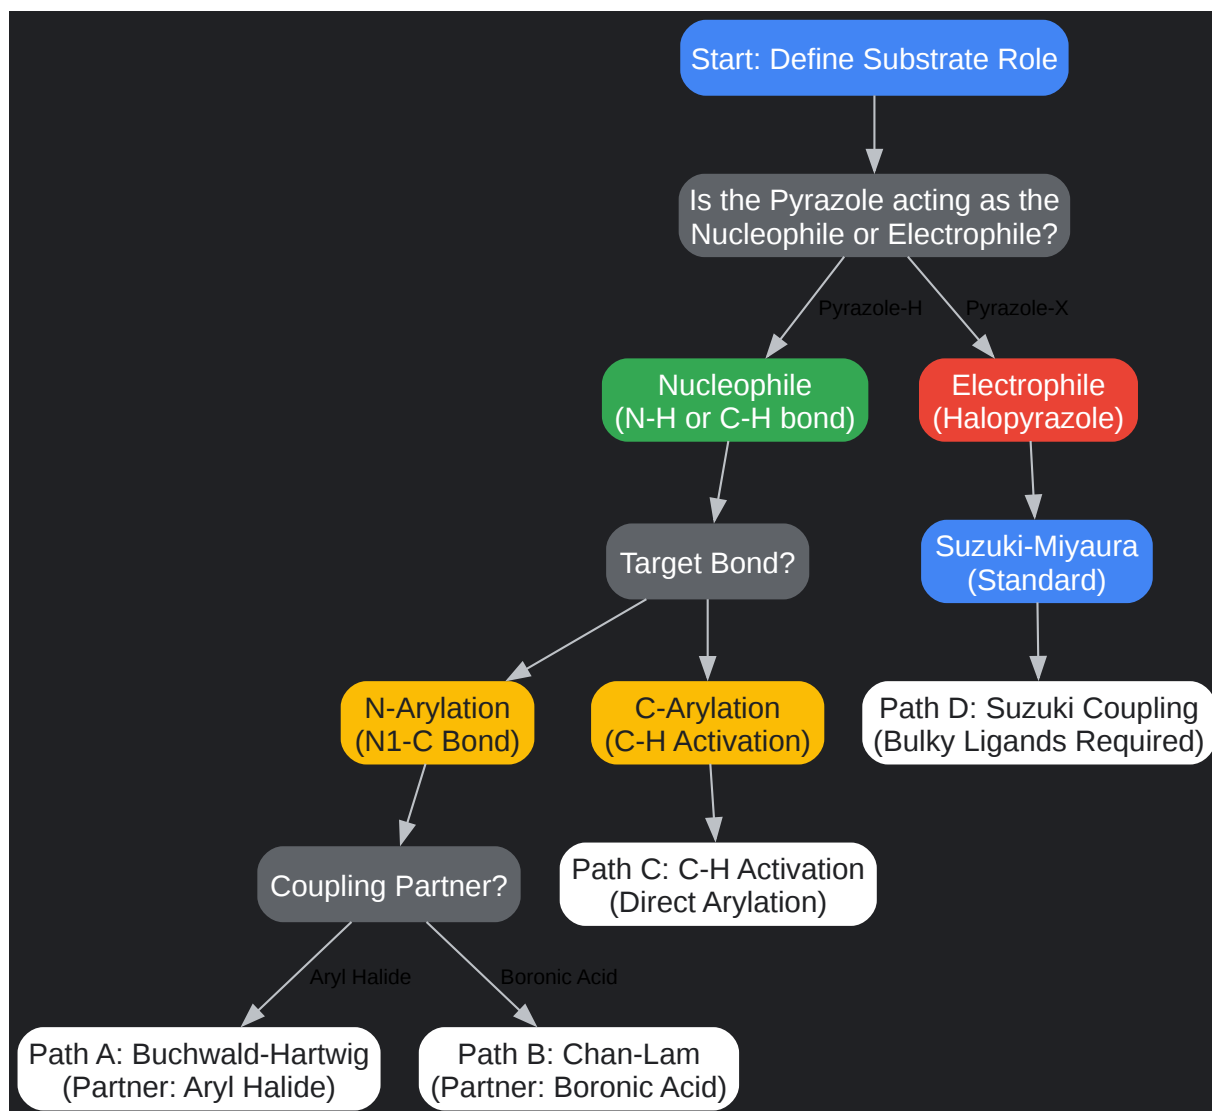 Start: Define Substrate Role
Is the Pyrazole acting as the
Nucleophile or Electrophile?
Pyrazole-H
Pyrazole-X
Nucleophile
(N-H or C-H bond)
Electrophile
(Halopyrazole)
Target Bond?
Suzuki-Miyaura
(Standard)
N-Arylation
(N1-C Bond)
C-Arylation
(C-H Activation)
Path D: Suzuki Coupling
(Bulky Ligands Required)
Coupling Partner?
Path C: C-H Activation
(Direct Arylation)
Aryl Halide
Boronic Acid
Path A: Buchwald-Hartwig
(Partner: Aryl Halide)
Path B: Chan-Lam
(Partner: Boronic Acid)